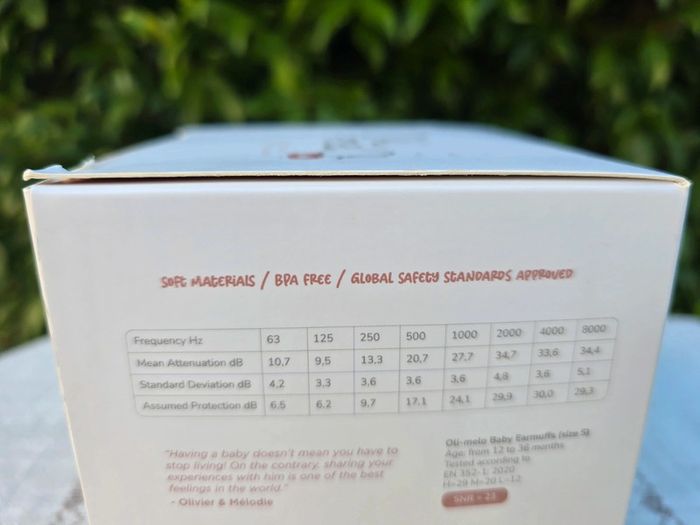 SOFT MATERIALS / BPA FREE / GLOBAL SAFETY STANDARDS APPROVED
Frequency Hz 63 125 250 500 1000 2000 4000 8000
Mean Attenuation dB 10,7 9,5 13,3 20,7 27,7 34,7 33,6 34,4
Standard Deviation dB 4,2 3,3 3,6 3,6 3,6 4,8 3,6 5,1
Assumed Protection dB 6,5 6,2 9,7 17,1 24,1 29,9 30,0 29,3
"Having a baby doesn't mean you have to
stop living! On the contrary, sharing your
experiences with him is one of the best
feelings in the world."
- Olivier & Mélodie
Oli-melo Baby Earmuffs (size S)
Age: from 12 to 36 months
Tested according to
EN 352-1: 2020
H=28 M=20 L=12
SNR = 23